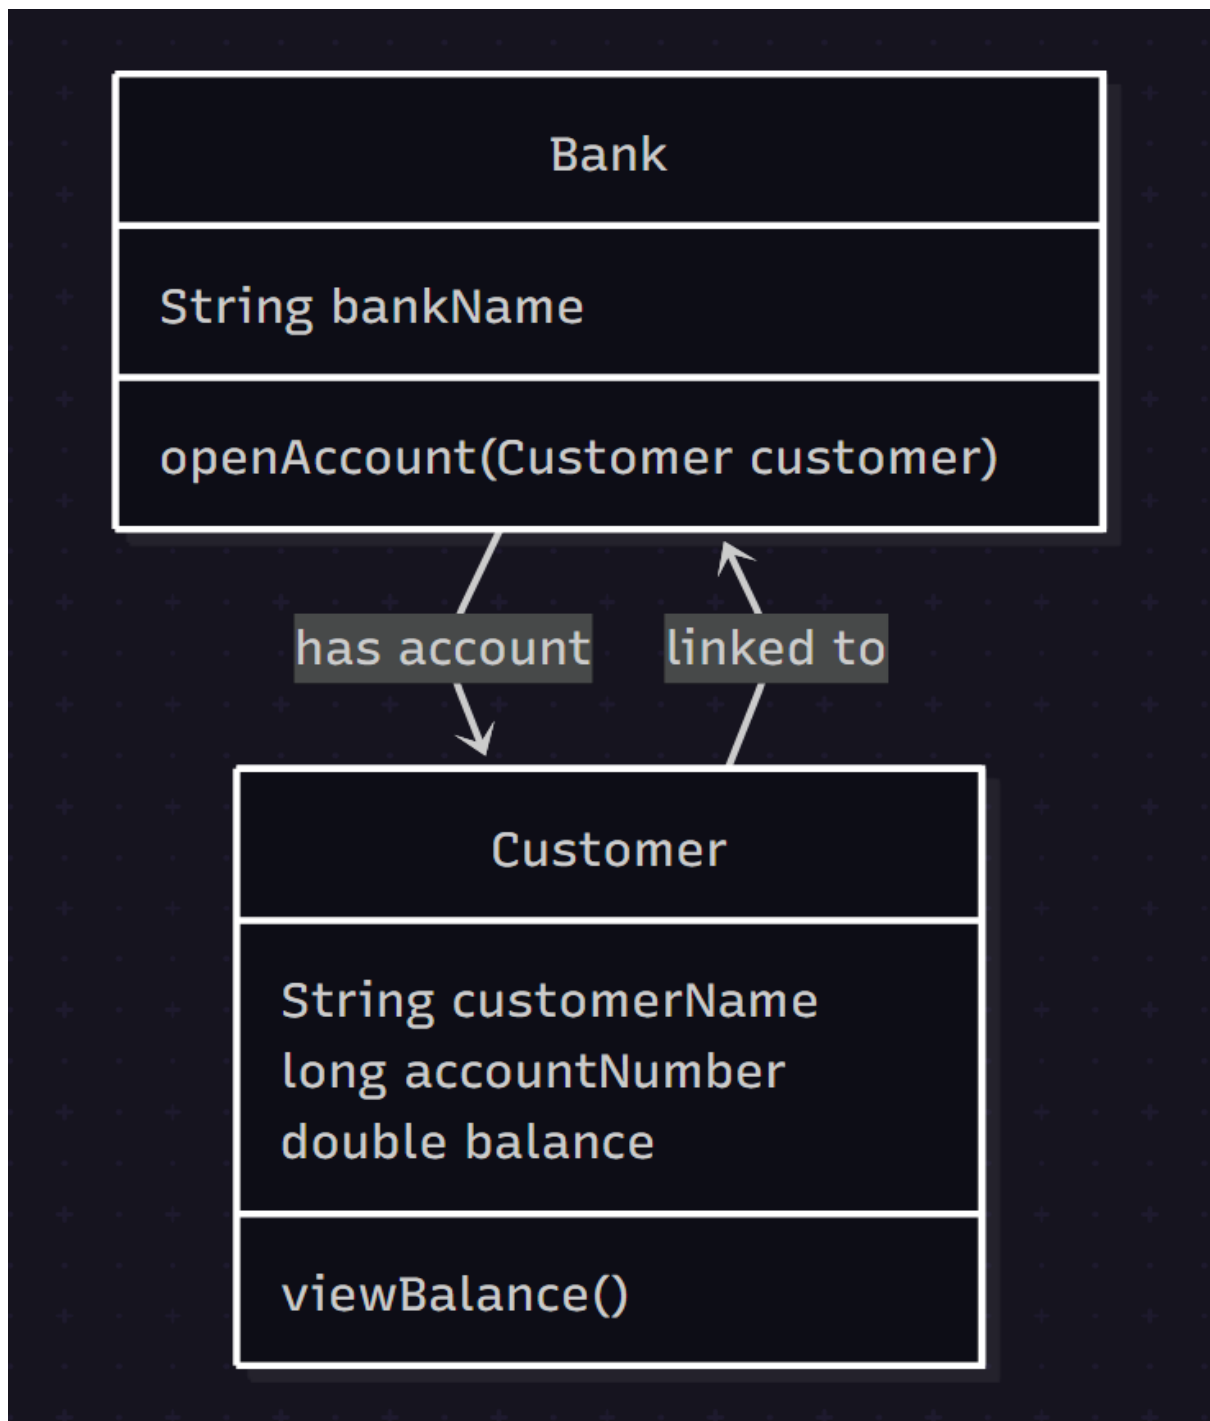 Bank
String bankName
openAccount(Customer customer)
has account
linked to
Customer
String customerName
long accountNumber
double balance
viewBalance()